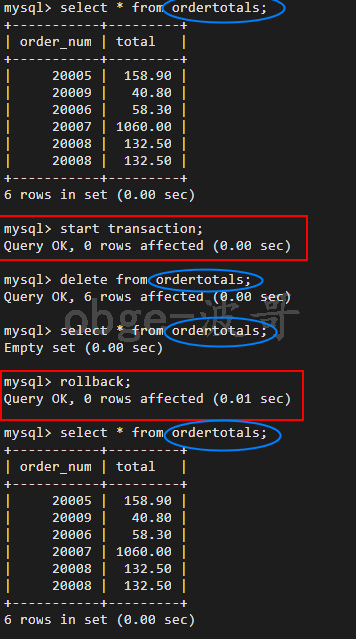 mysql> select * from ordertotals;
+-----------+---------+
| order_num | total   |
+-----------+---------+
|     20005 |  158.90 |
|     20009 |   40.80 |
|     20006 |   58.30 |
|     20007 | 1060.00 |
|     20008 |  132.50 |
|     20008 |  132.50 |
+-----------+---------+
6 rows in set (0.00 sec)
mysql> start transaction;
Query OK, 0 rows affected (0.00 sec)
mysql> delete from ordertotals;
Query OK, 6 rows affected (0.00 sec)
obge-波哥
mysql> select * from ordertotals;
Empty set (0.00 sec)
mysql> rollback;
Query OK, 0 rows affected (0.01 sec)
mysql> select * from ordertotals;
+-----------+---------+
| order_num | total   |
+-----------+---------+
|     20005 |  158.90 |
|     20009 |   40.80 |
|     20006 |   58.30 |
|     20007 | 1060.00 |
|     20008 |  132.50 |
|     20008 |  132.50 |
+-----------+---------+
6 rows in set (0.00 sec)